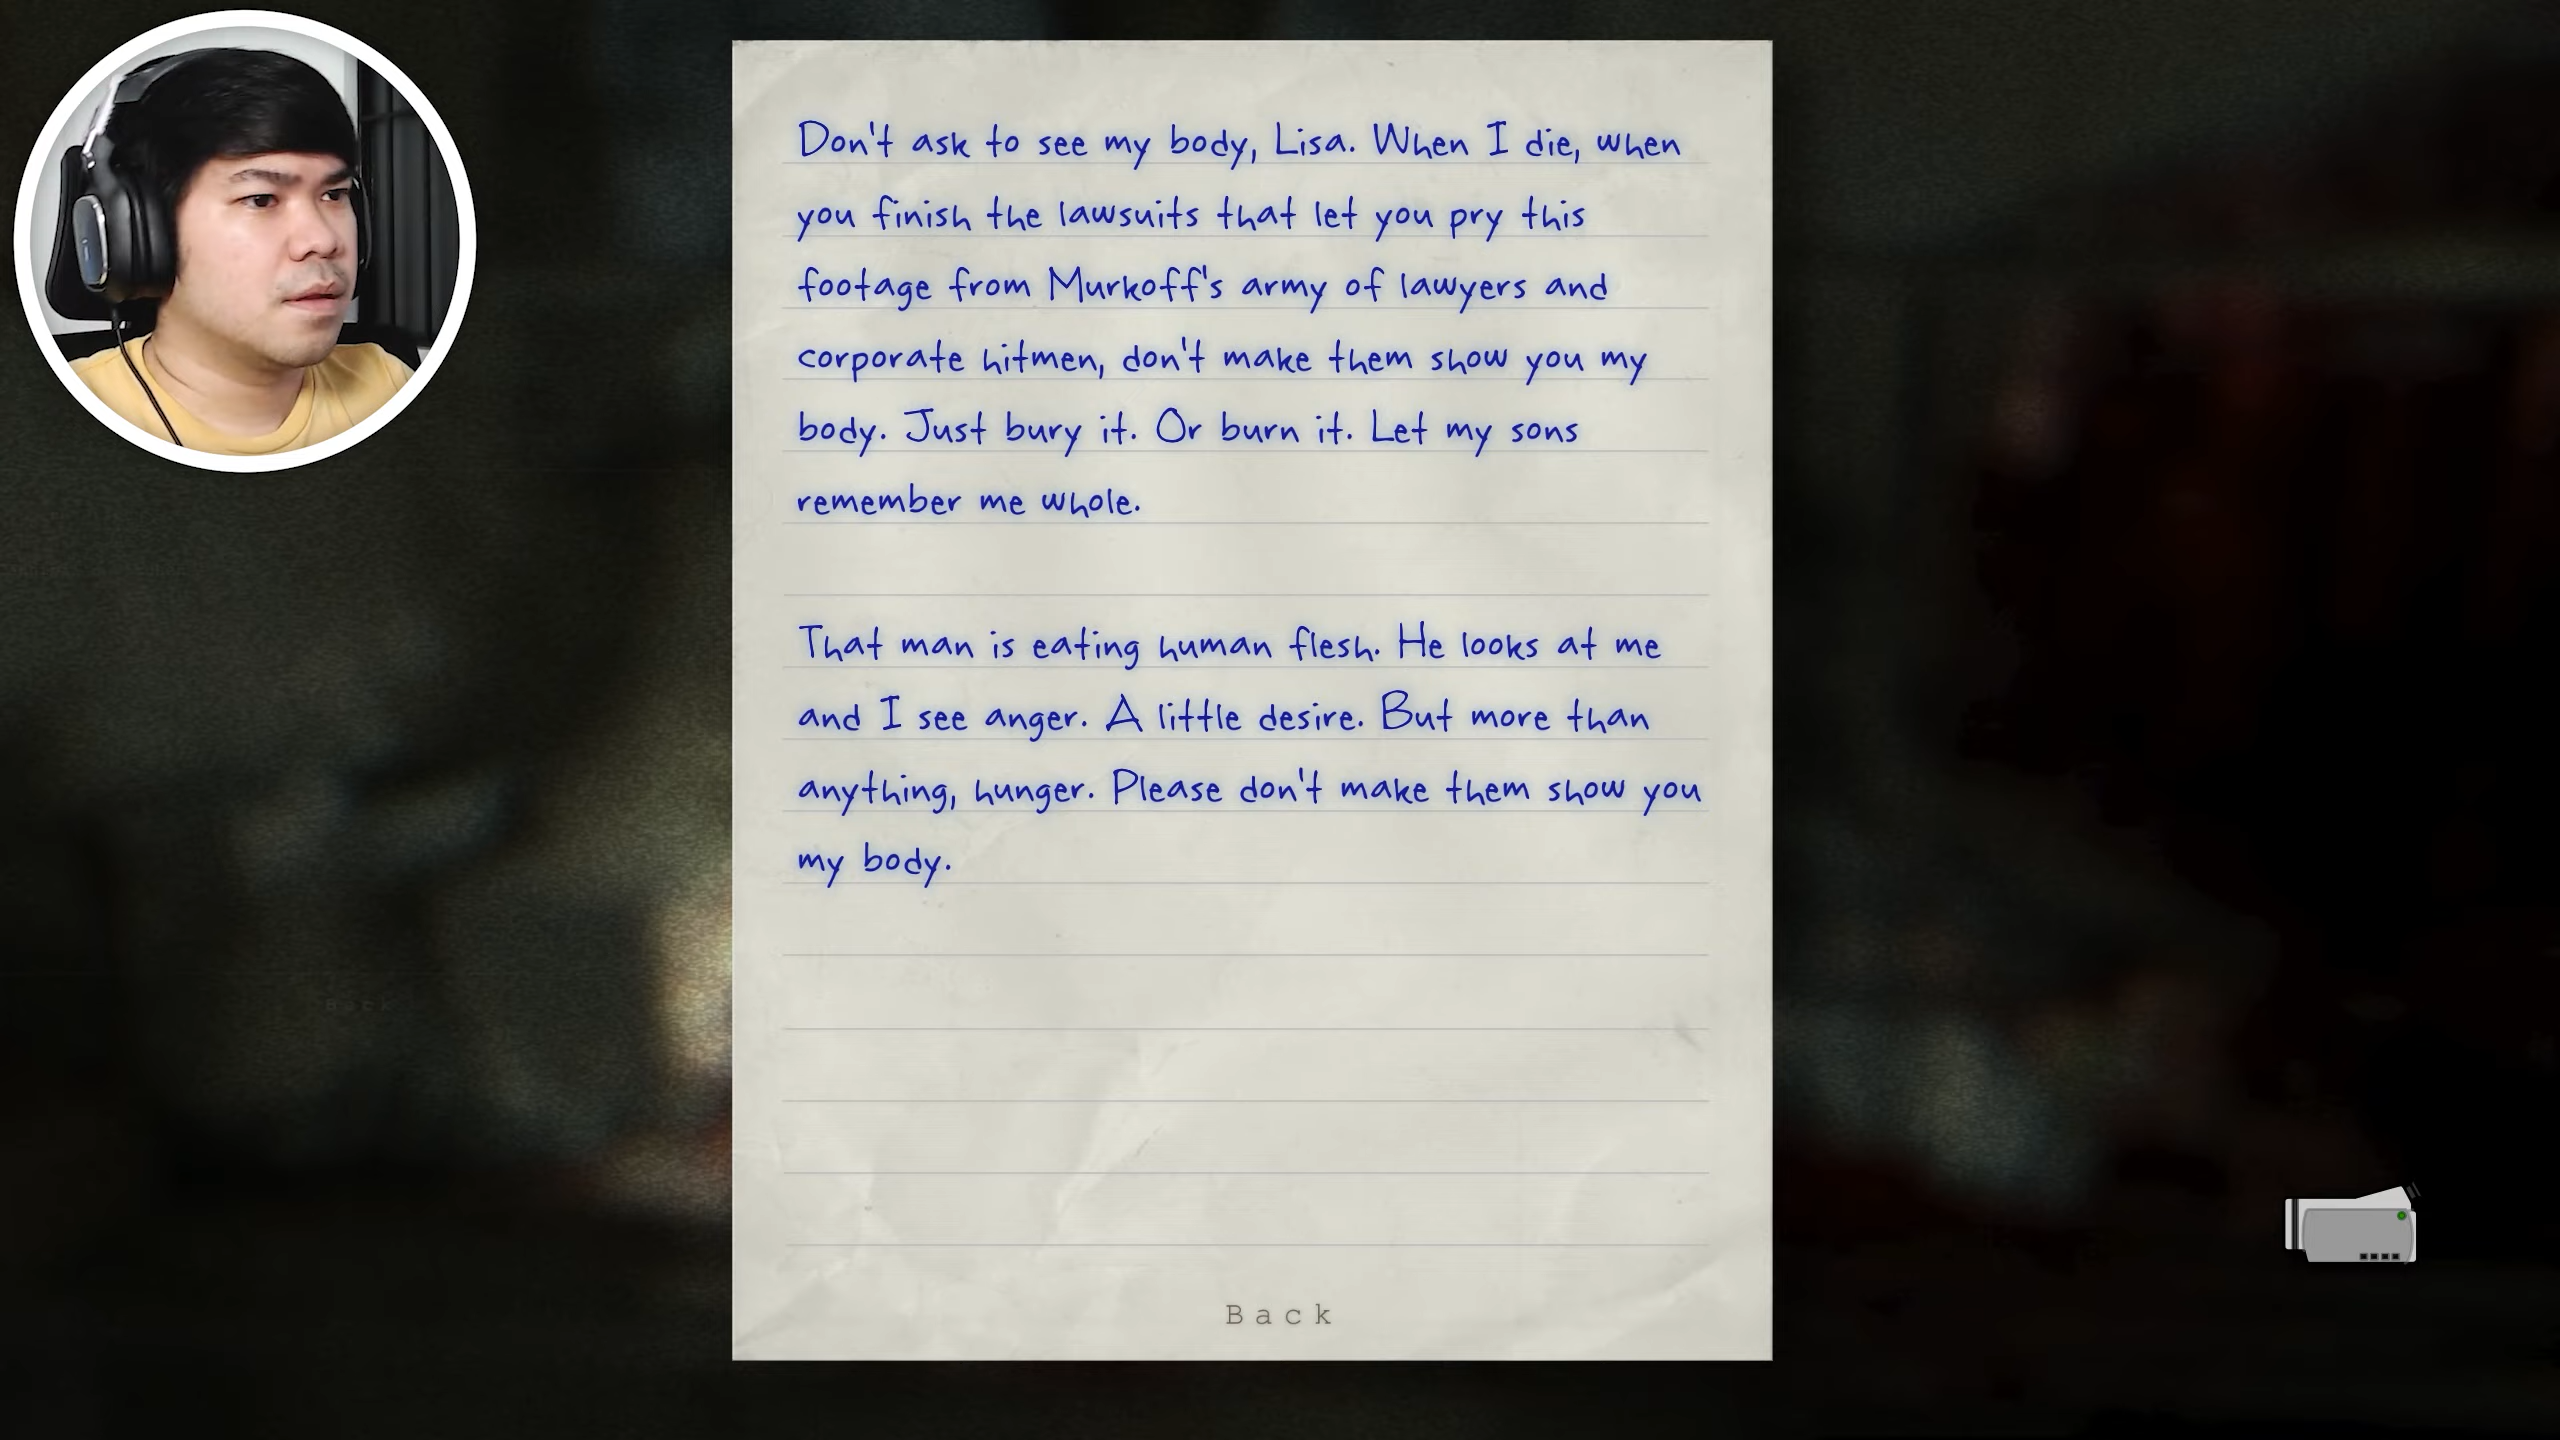 Don't ask to see my body, Lisa. When I die, when
you finish the lawsuits that let you pry this
footage from Murkoff's army of lawyers and
corporate hitmen, don't make them show you my
body. Just bury it. Or burn it. Let my sons
remember me whole.
That man is eating human flesh. He looks at me
and I see anger. A little desire. But more than
anything, hunger. Please don't make them show you
my body.
Back